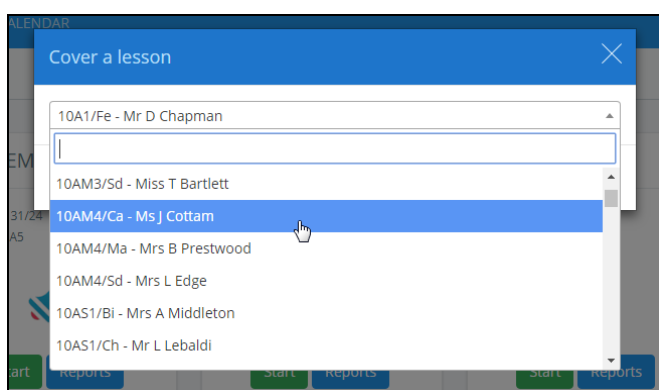 ALENDAR
Cover a lesson
10A1/Fe - Mr D Chapman
EM
10AM3/Sd - Miss T Bartlett
31/24
10AM4/Ca - Ms J Cottam
A5
10AM4/Ma - Mrs B Prestwood
10AM4/Sd - Mrs L Edge
10AS1/Bi - Mrs A Middleton
10AS1/Ch - Mr L Lebaldi
tart Reports Start Reports Start Reports